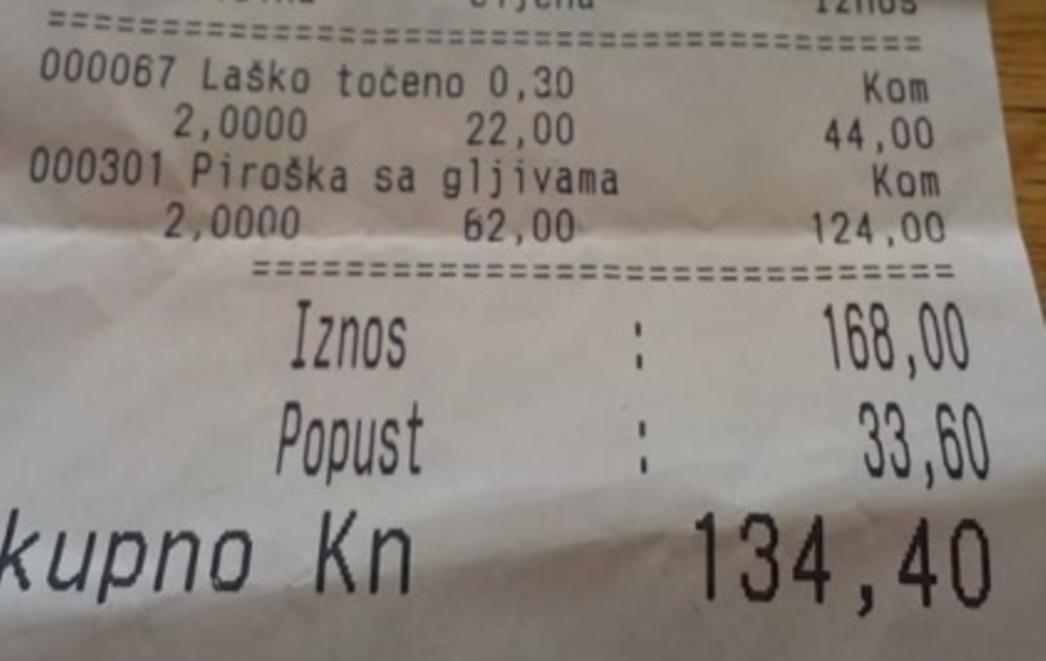 Iznos
==========================================
000067 Laško točeno 0,30 Kom
2,0000 22,00 44,00
000301 Piroška sa gljivama Kom
2,0000 62,00 124,00
================================
Iznos : 168,00
Popust : 33,60
kupno Kn 134,40